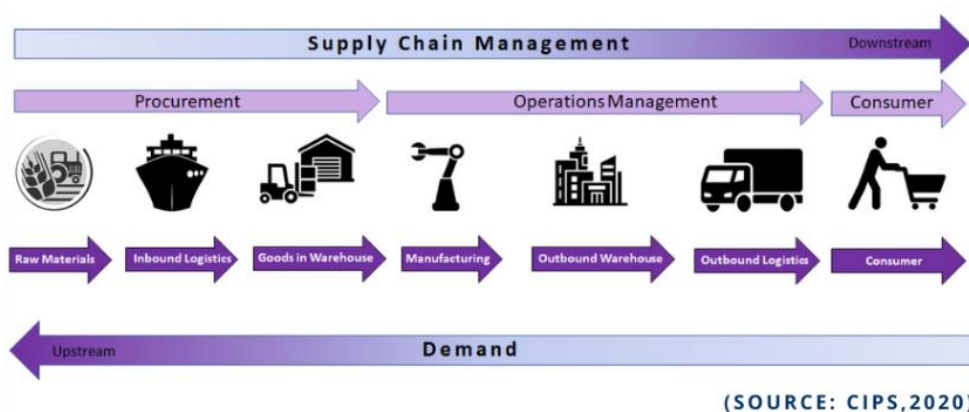 Supply Chain Management
Downstream
Procurement
Operations Management
Consumer
Raw Materials
Inbound Logistics
Goods in Warehouse
Manufacturing
Outbound Warehouse
Outbound Logistics
Consumer
Upstream
Demand
(SOURCE: CIPS,2020)